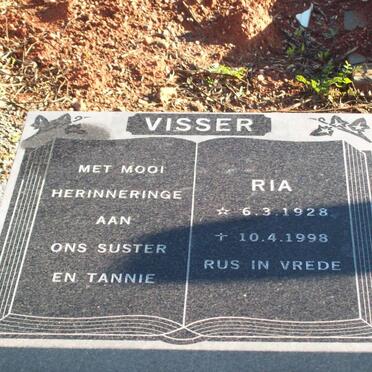 VISSER
MET MOOI
HERINNERINGE
AAN
ONS SUSTER
EN TANNIE
RIA
☆ 6.3.1928
✝ 10.4.1998
RUS IN VREDE